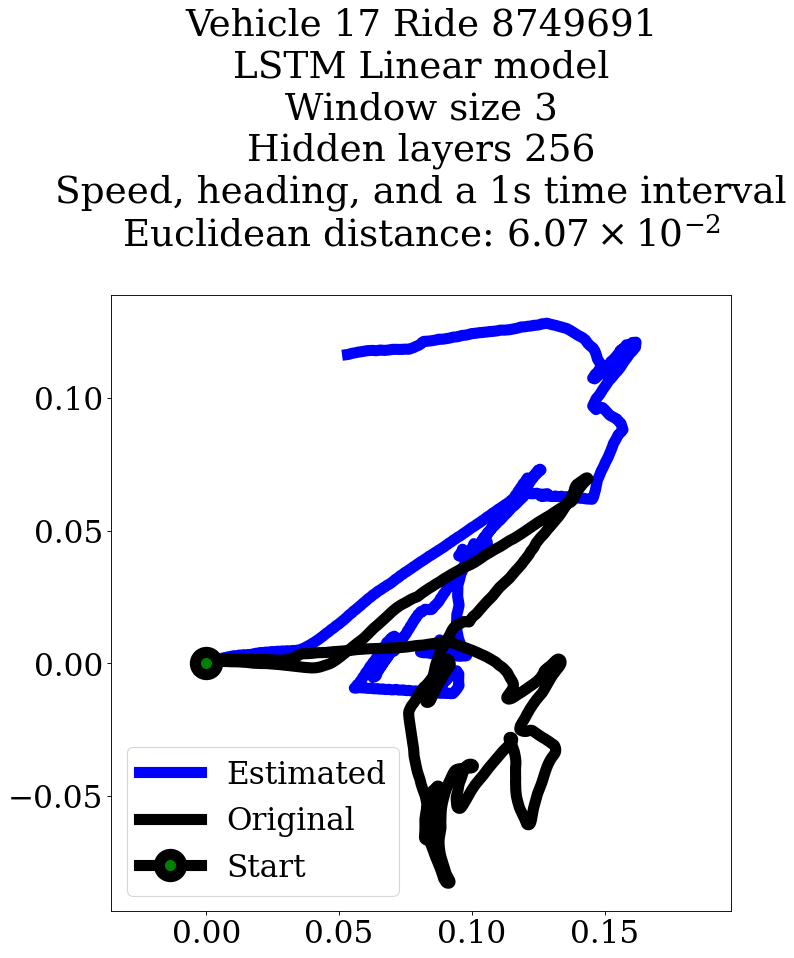 Vehicle 17 Ride 8749691
LSTM Linear model
Window size 3
Hidden layers 256
Speed, heading, and a 1s time interval
Euclidean distance: 6.07 × 10⁻²
0.10
0.05
0.00
−0.05
Estimated
Original
Start
0.00 0.05 0.10 0.15